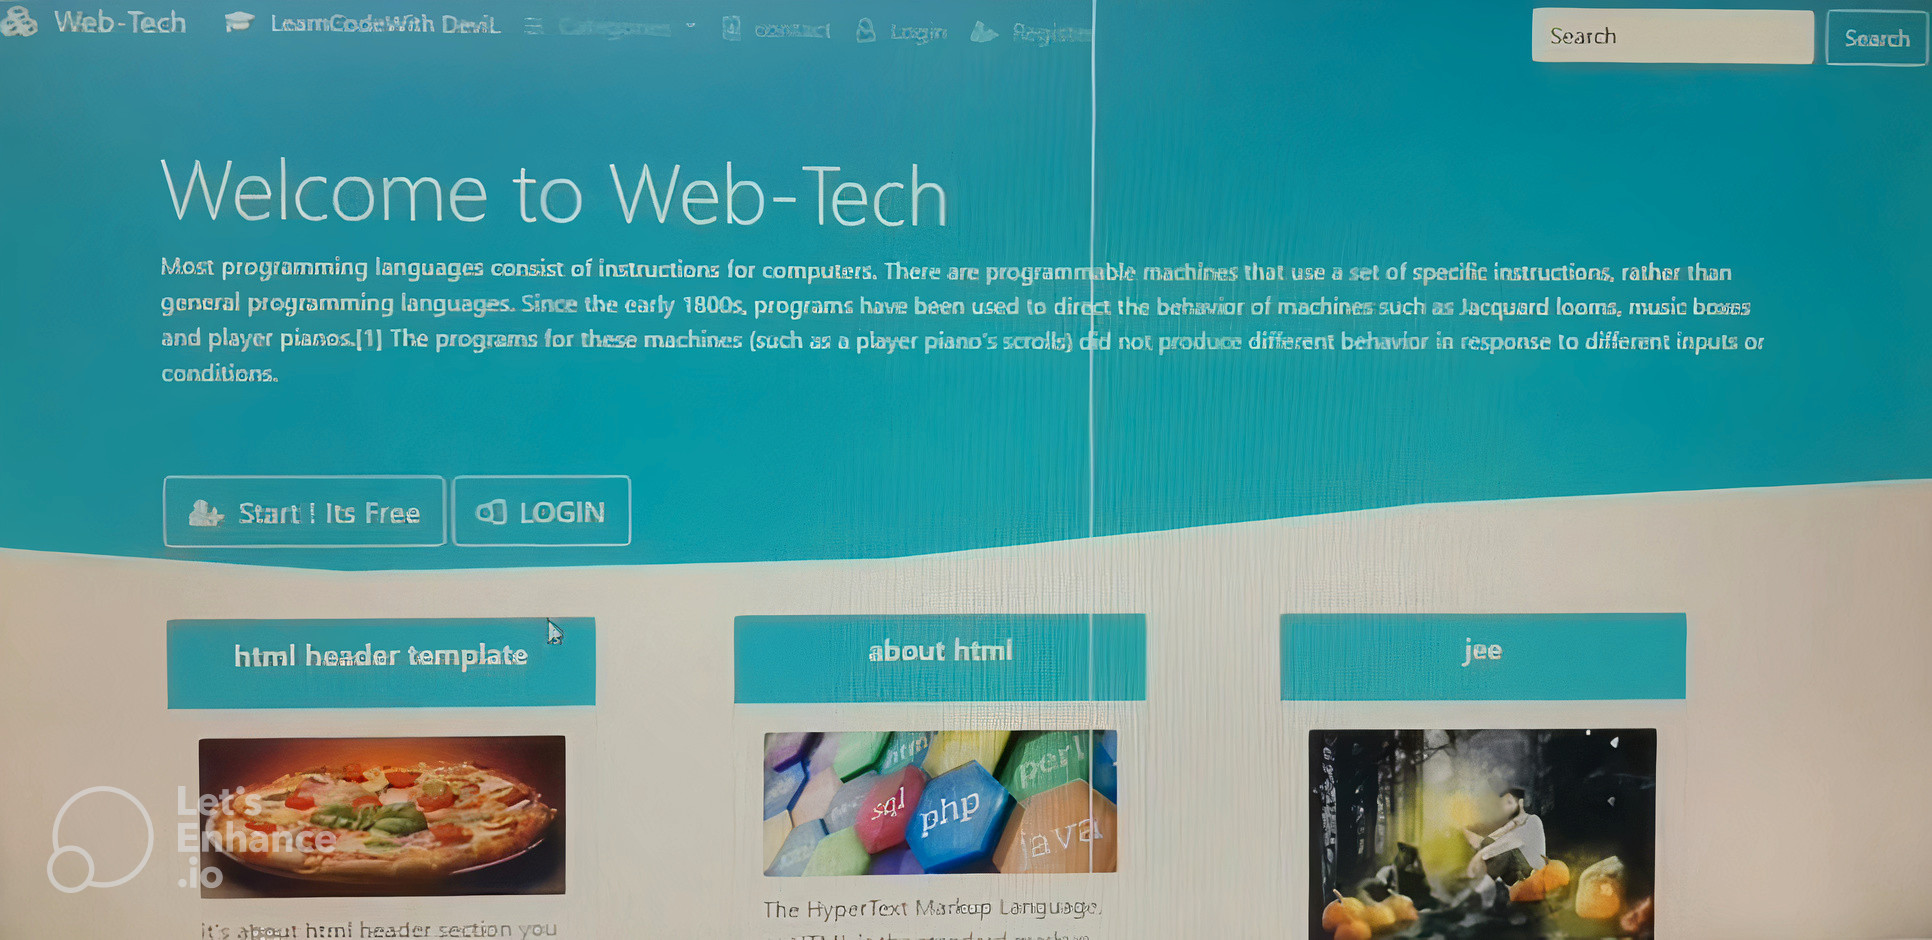 Web-Tech LearnCodeWith DeviL Categories contact Login Register Search Search
Welcome to Web-Tech
Most programming languages consist of instructions for computers. There are programmable machines that use a set of specific instructions, rather than
general programming languages. Since the early 1800s, programs have been used to direct the behavior of machines such as Jacquard looms, music boxes
and player pianos.[1] The programs for these machines (such as a player piano's scrolls) did not produce different behavior in response to different inputs or
conditions.
Start ! Its Free LOGIN
html header template
about html
jee
html
perl
sql
php
java
Let's
Enhance
.io
it's about html header section you
The HyperText Markup Language,